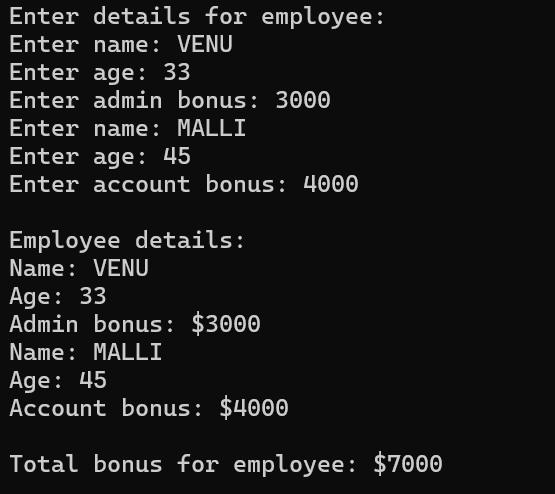 Enter details for employee:
Enter name: VENU
Enter age: 33
Enter admin bonus: 3000
Enter name: MALLI
Enter age: 45
Enter account bonus: 4000
Employee details:
Name: VENU
Age: 33
Admin bonus: $3000
Name: MALLI
Age: 45
Account bonus: $4000
Total bonus for employee: $7000